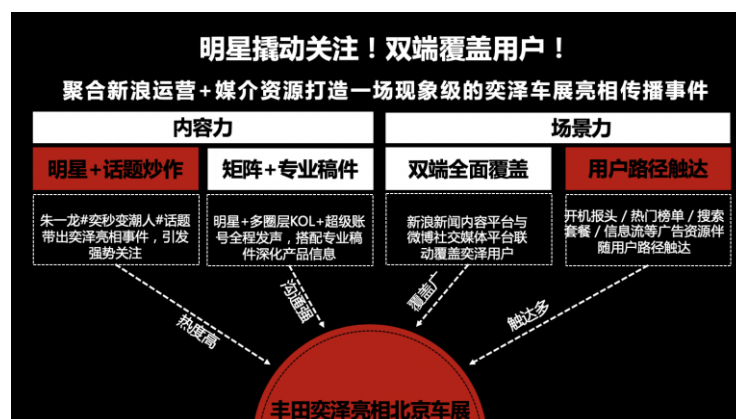 明星撬动关注！双端覆盖用户！
聚合新浪运营+媒介资源打造一场现象级的奕泽车展亮相传播事件
内容力
场景力
明星+话题炒作
矩阵+专业稿件
双端全面覆盖
用户路径触达
朱一龙#奕秒变潮人#话题
带出奕泽亮相事件，引发
强势关注
明星+多圈层KOL+超级账
号全程发声，搭配专业稿
件深化产品信息
新浪新闻内容平台与
微博社交媒体平台联
动覆盖奕泽用户
开机报头 / 热门榜单 / 搜索
套餐 / 信息流等广告资源伴
随用户路径触达
热度高
沟通强
覆盖广
触达多
丰田奕泽亮相北京车展